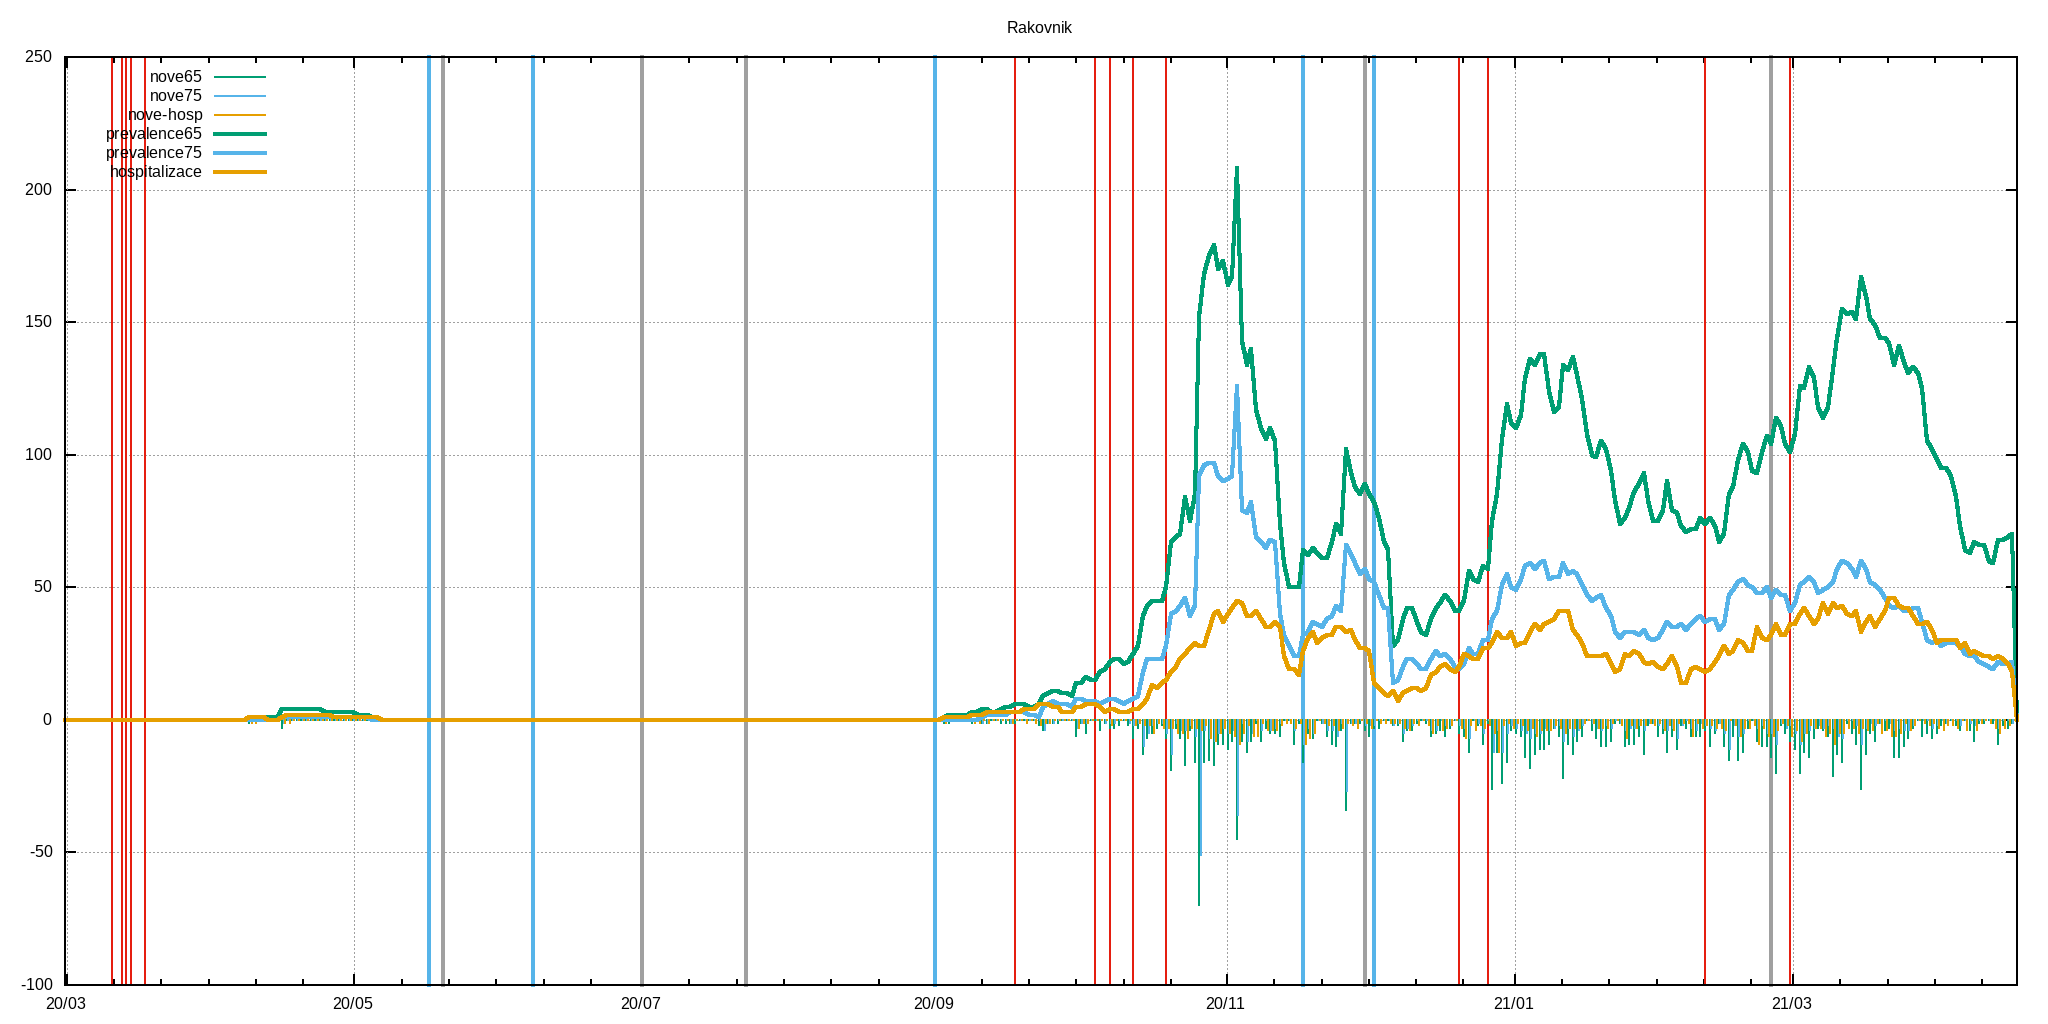 Rakovnik
250
200
150
100
50
0
-50
-100
nove65
nove75
nove-hosp
prevalence65
prevalence75
hospitalizace
20/03 20/05 20/07 20/09 20/11 21/01 21/03